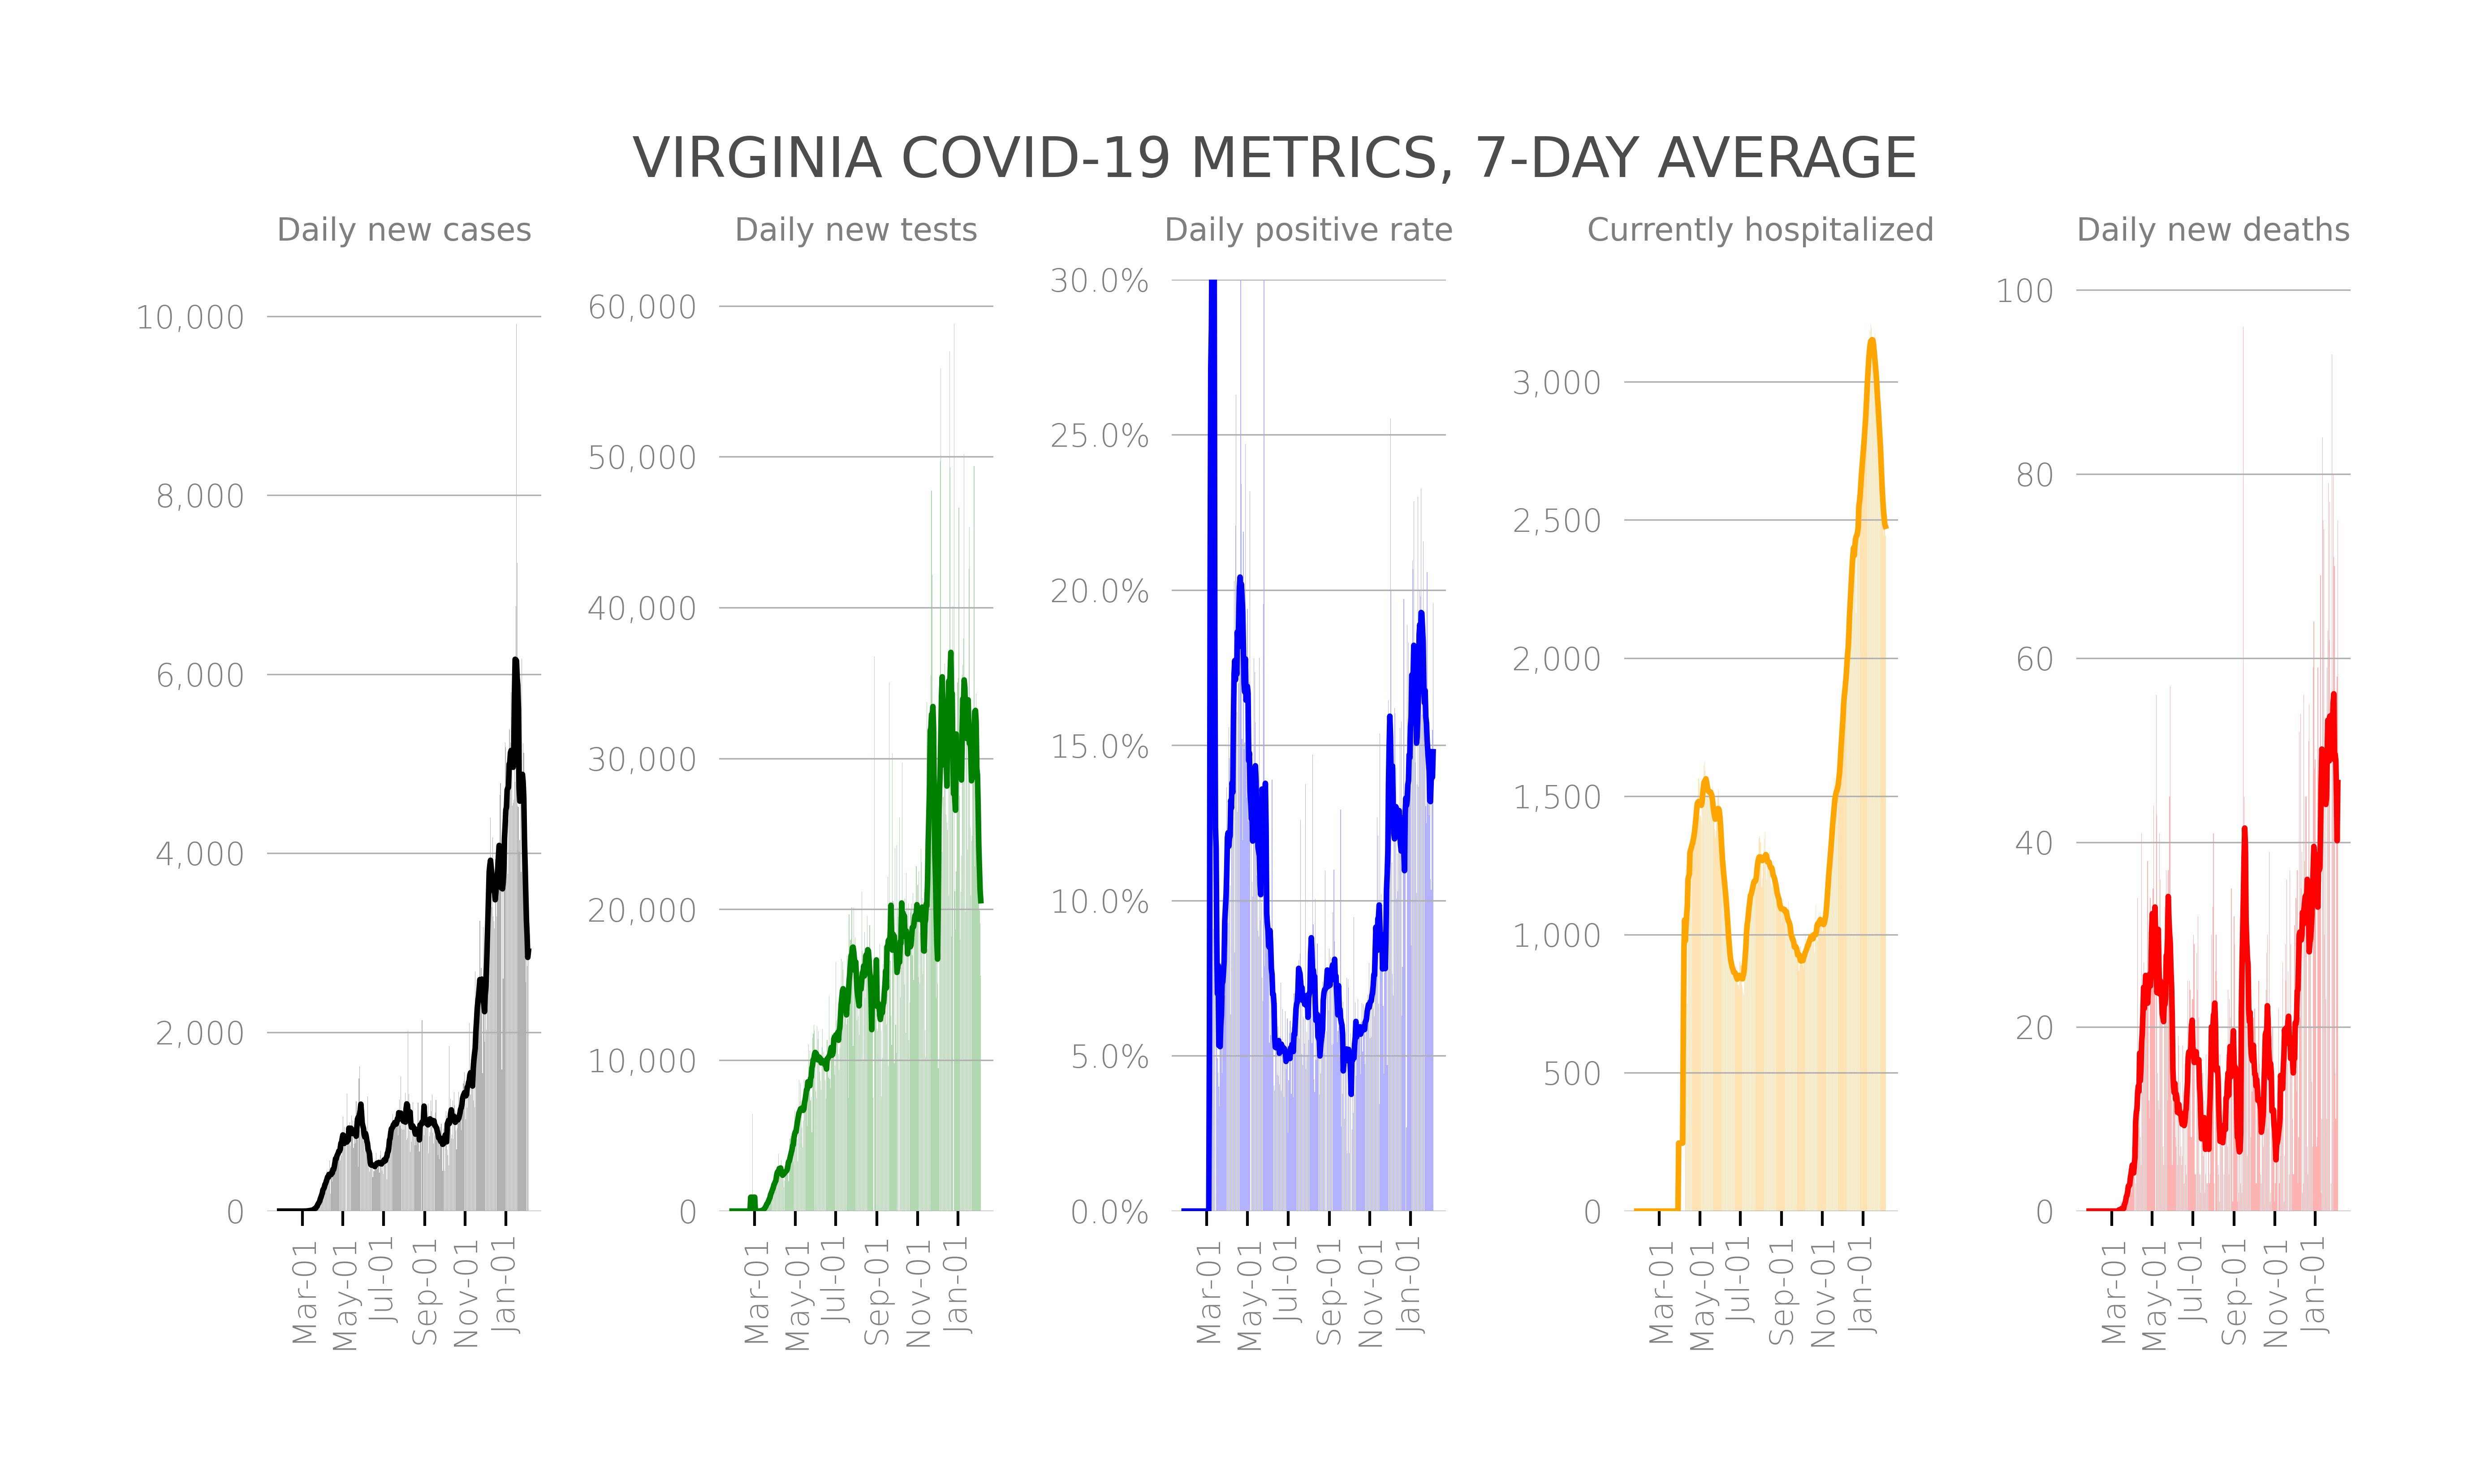 VIRGINIA COVID-19 METRICS, 7-DAY AVERAGE
Daily new cases
10,000
8,000
6,000
4,000
2,000
0
Mar-01
May-01
Jul-01
Sep-01
Nov-01
Jan-01
Daily new tests
60,000
50,000
40,000
30,000
20,000
10,000
0
Mar-01
May-01
Jul-01
Sep-01
Nov-01
Jan-01
Daily positive rate
30.0%
25.0%
20.0%
15.0%
10.0%
5.0%
0.0%
Mar-01
May-01
Jul-01
Sep-01
Nov-01
Jan-01
Currently hospitalized
3,000
2,500
2,000
1,500
1,000
500
0
Mar-01
May-01
Jul-01
Sep-01
Nov-01
Jan-01
Daily new deaths
100
80
60
40
20
0
Mar-01
May-01
Jul-01
Sep-01
Nov-01
Jan-01